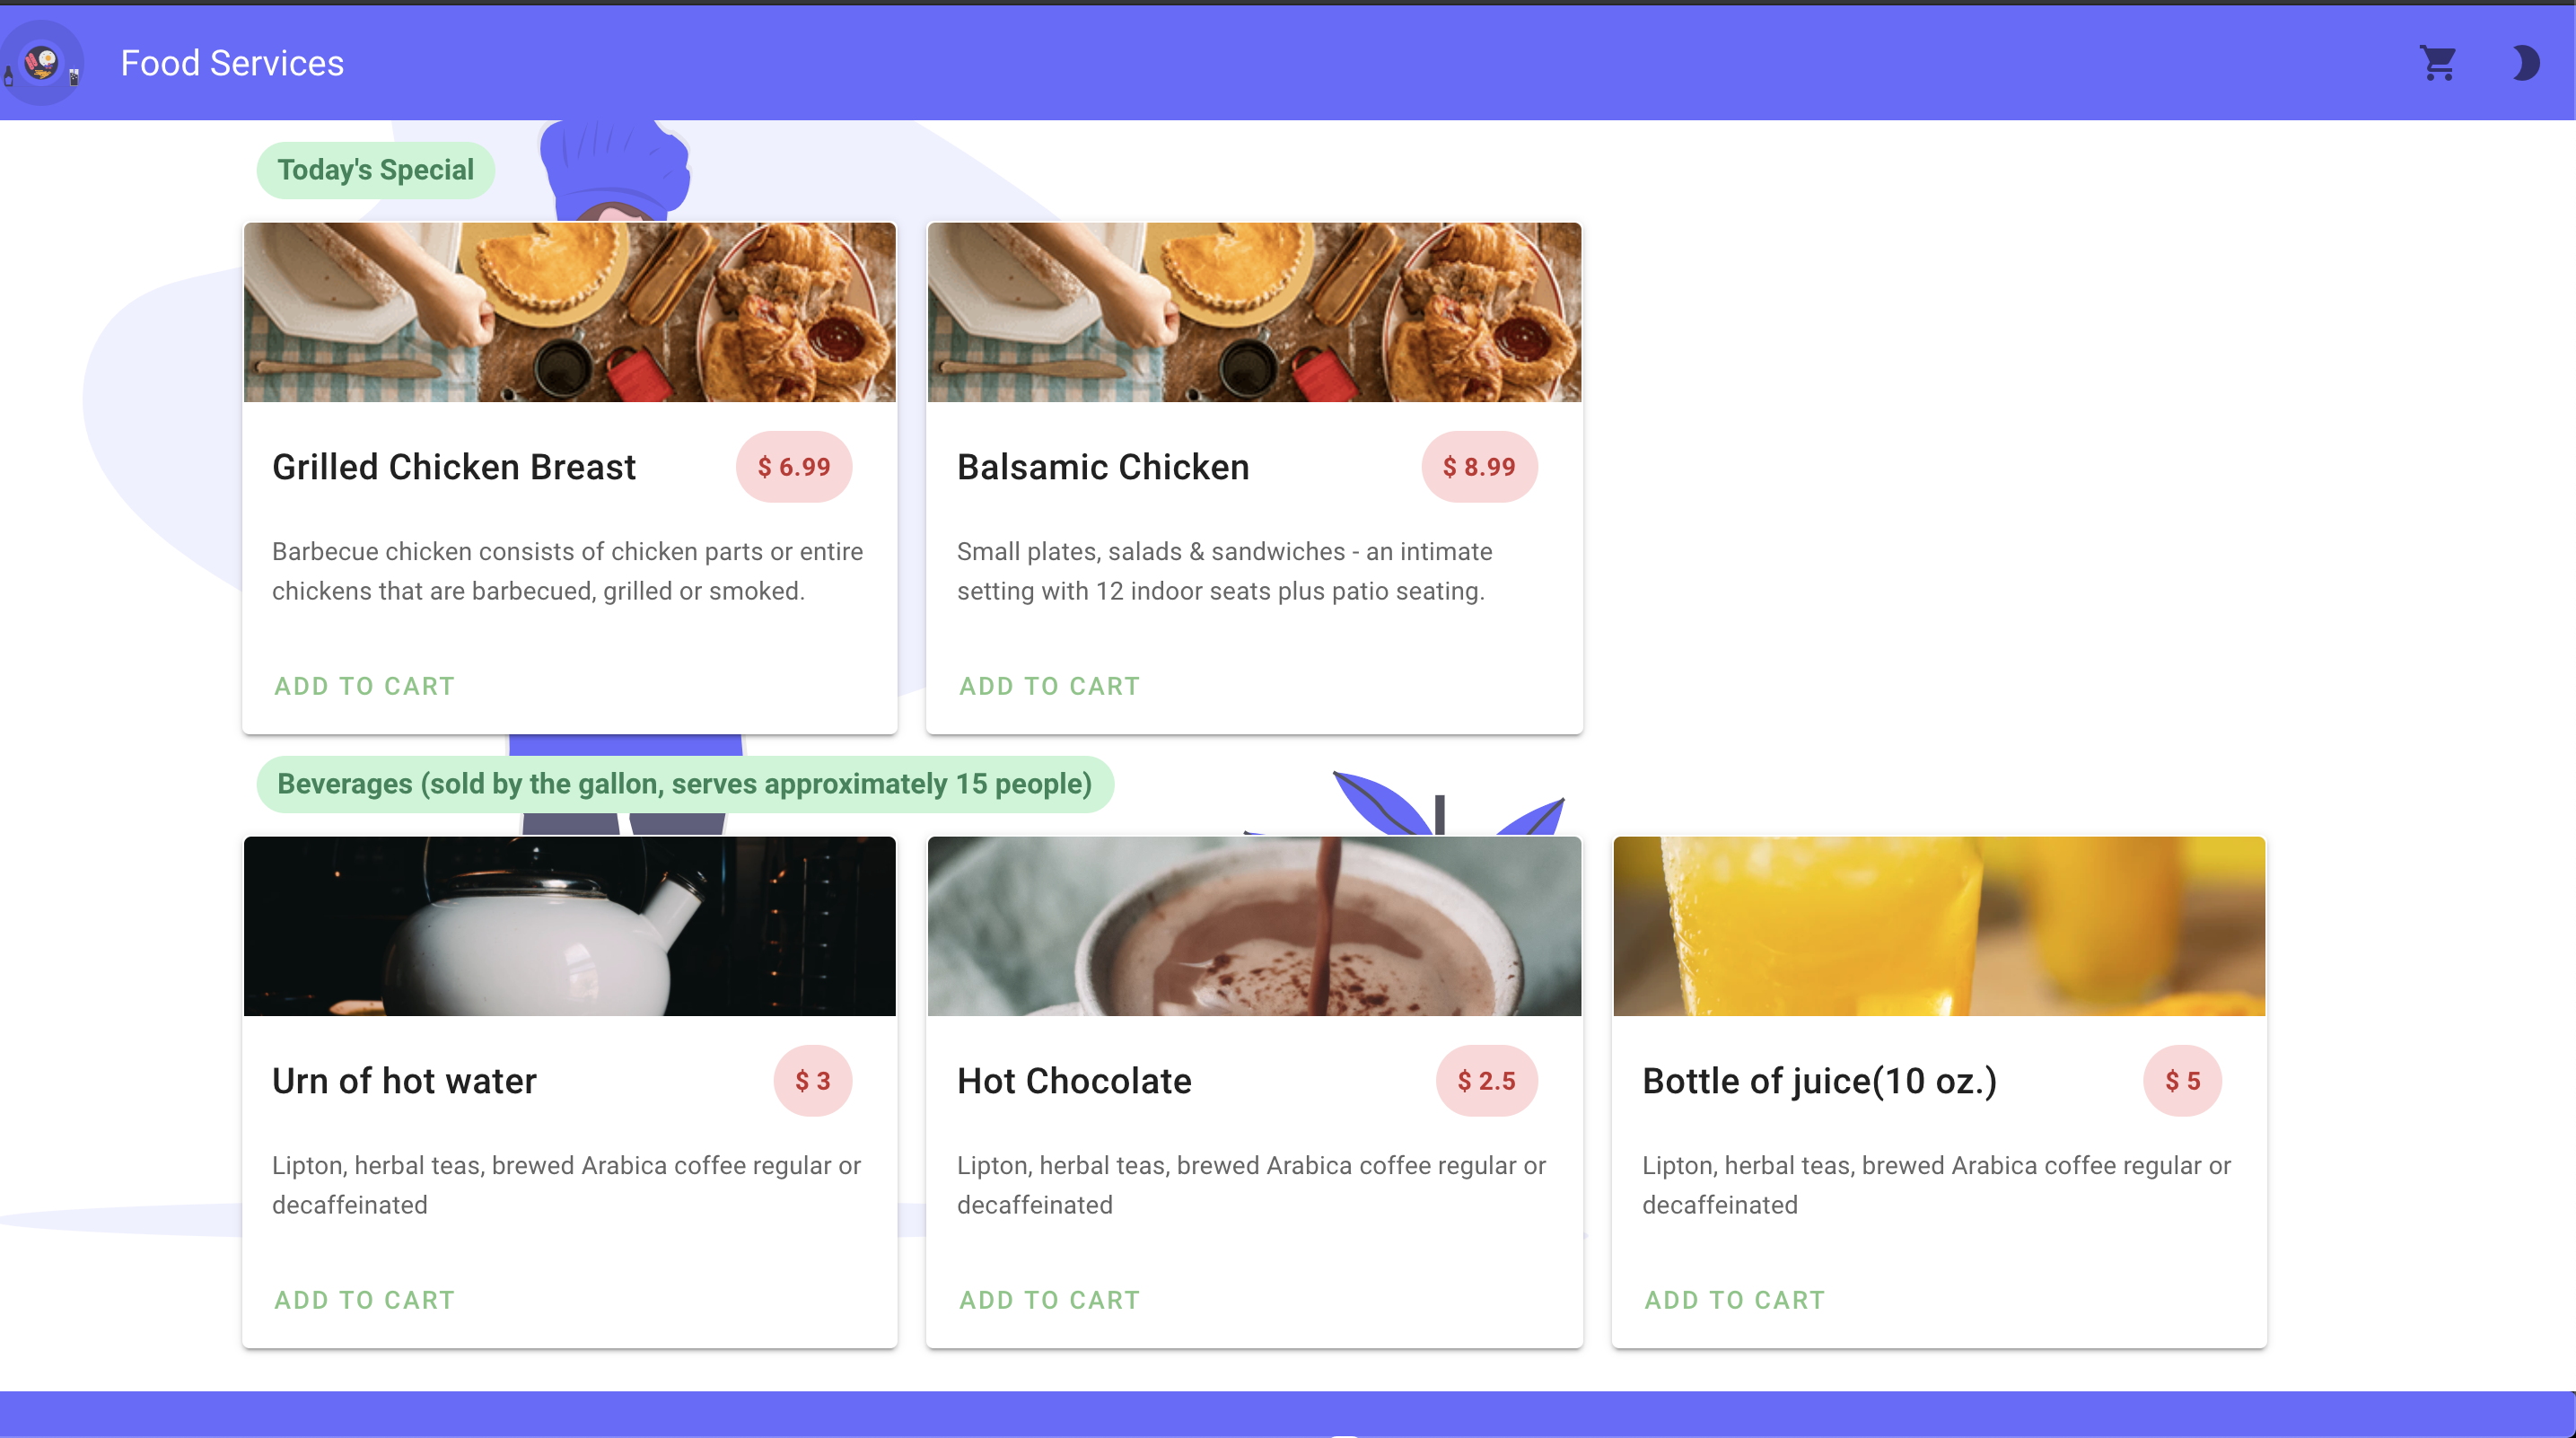 Food Services
Today's Special
Grilled Chicken Breast
$ 6.99
Barbecue chicken consists of chicken parts or entire
chickens that are barbecued, grilled or smoked.
ADD TO CART
Balsamic Chicken
$ 8.99
Small plates, salads & sandwiches - an intimate
setting with 12 indoor seats plus patio seating.
ADD TO CART
Beverages (sold by the gallon, serves approximately 15 people)
Urn of hot water
$ 3
Lipton, herbal teas, brewed Arabica coffee regular or
decaffeinated
ADD TO CART
Hot Chocolate
$ 2.5
Lipton, herbal teas, brewed Arabica coffee regular or
decaffeinated
ADD TO CART
Bottle of juice(10 oz.)
$ 5
Lipton, herbal teas, brewed Arabica coffee regular or
decaffeinated
ADD TO CART